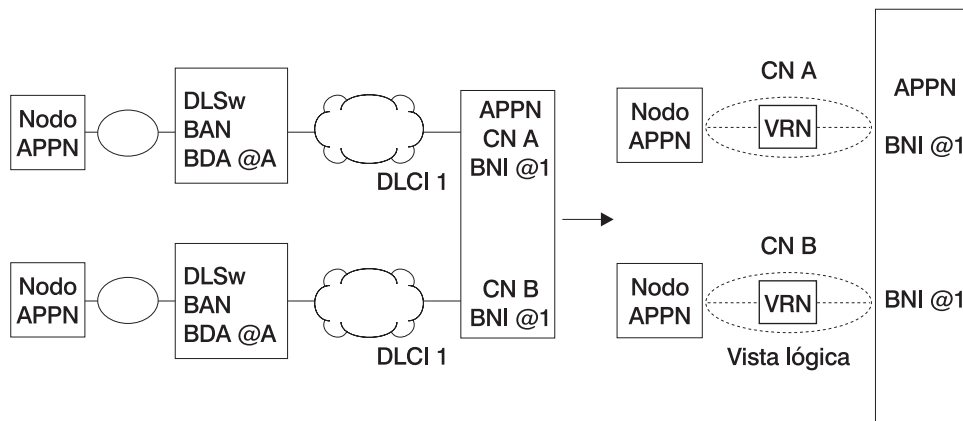 Nodo
APPN
DLSw
BAN
BDA @A
DLCI 1
APPN
CN A
BNI @1
Nodo
APPN
DLSw
BAN
BDA @A
DLCI 1
CN B
BNI @1
CN A
Nodo
APPN
VRN
APPN
BNI @1
CN B
Nodo
APPN
VRN
BNI @1
Vista lógica